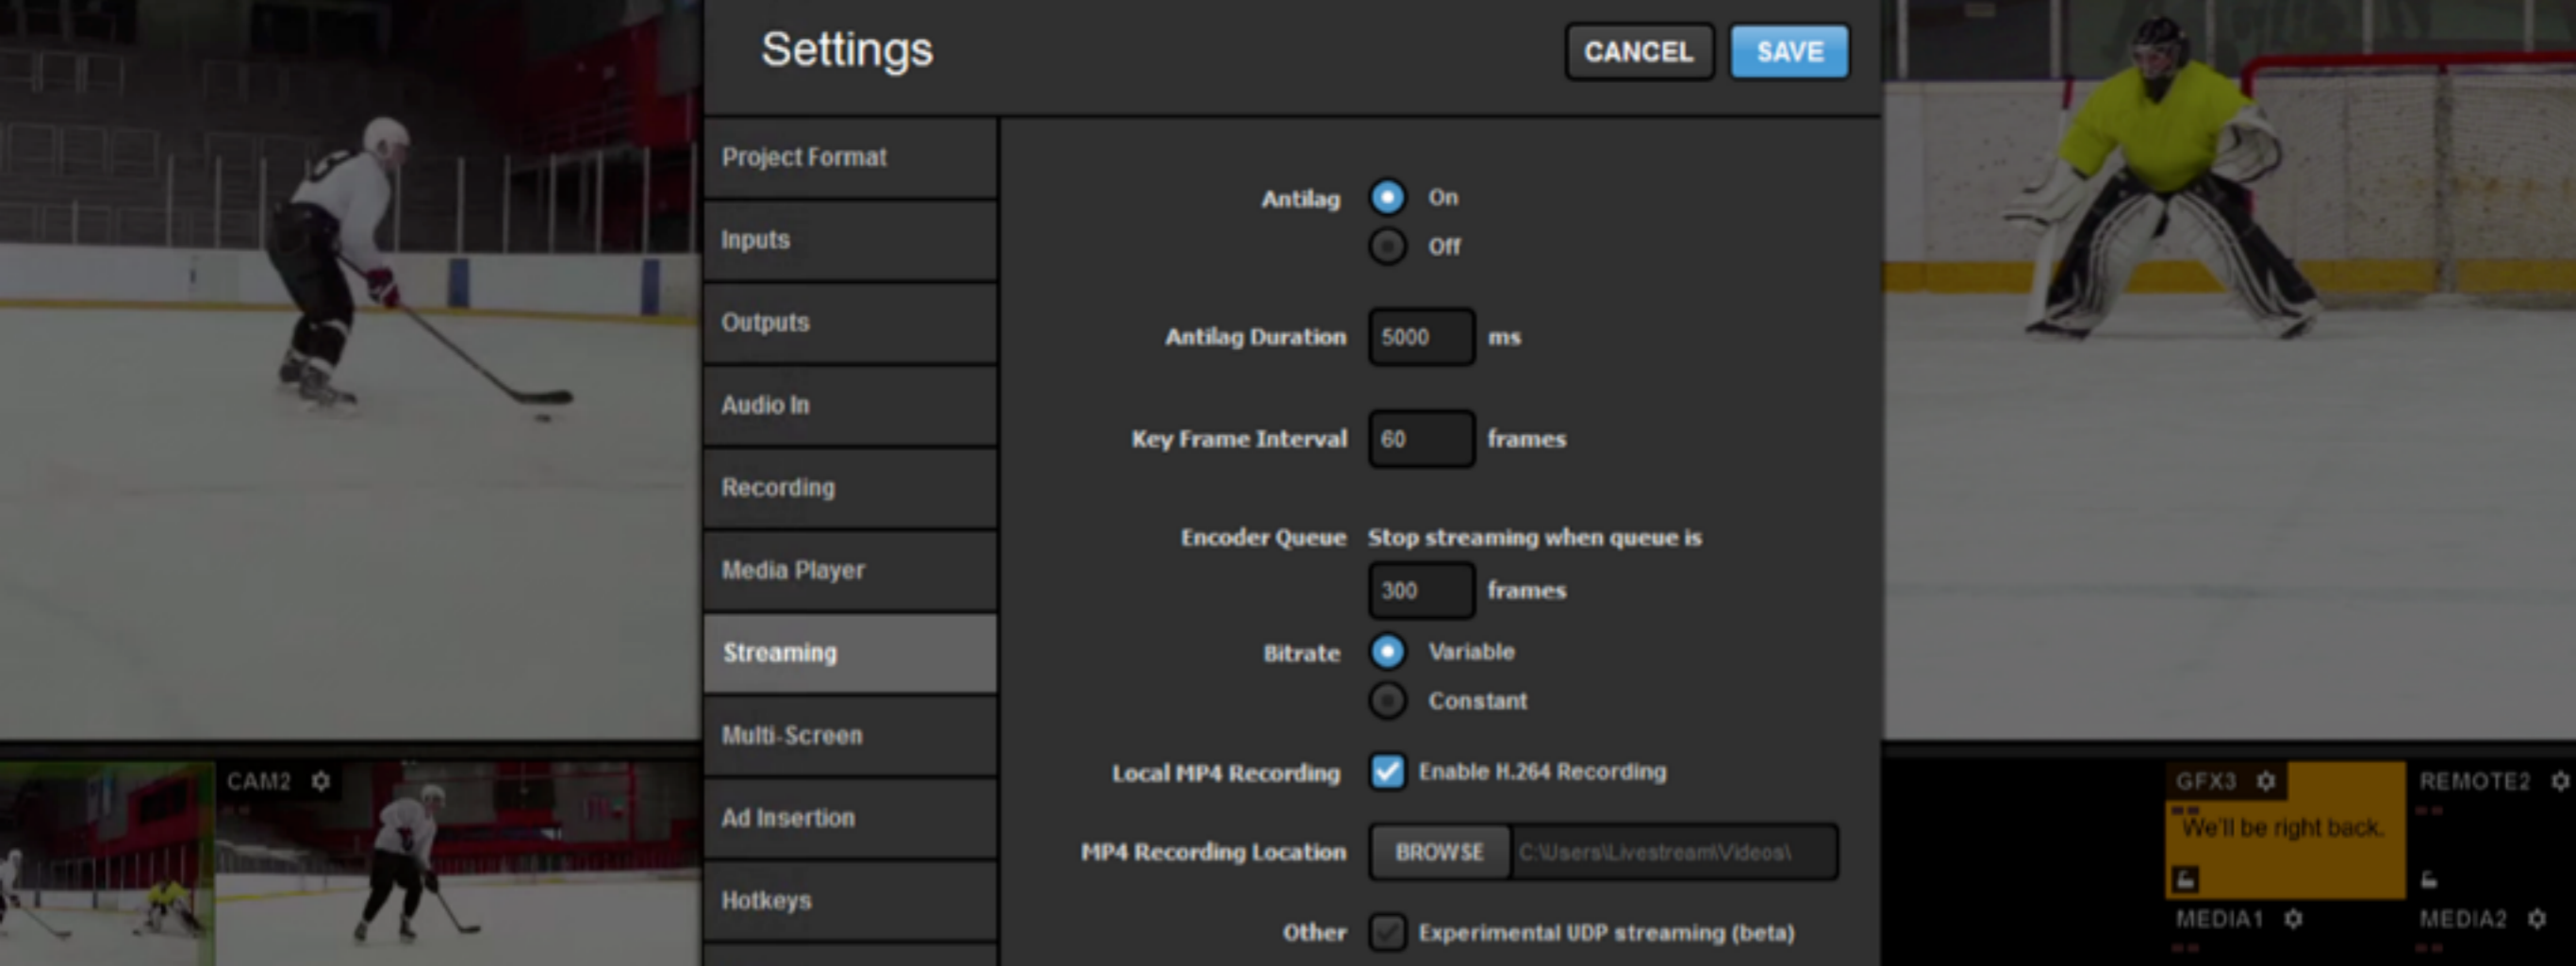 Settings
CANCEL
SAVE
Project Format
Inputs
Outputs
Audio In
Recording
Media Player
Streaming
Multi-Screen
Ad Insertion
Hotkeys
Antilag
On
Off
Antilag Duration 5000 ms
Key Frame Interval 60 frames
Encoder Queue Stop streaming when queue is
300 frames
Bitrate
Variable
Constant
Local MP4 Recording Enable H.264 Recording
MP4 Recording Location BROWSE C:\Users\Livestream\Videos\
Other Experimental UDP streaming (beta)
CAM2
GFX3
We'll be right back.
REMOTE2
MEDIA1
MEDIA2